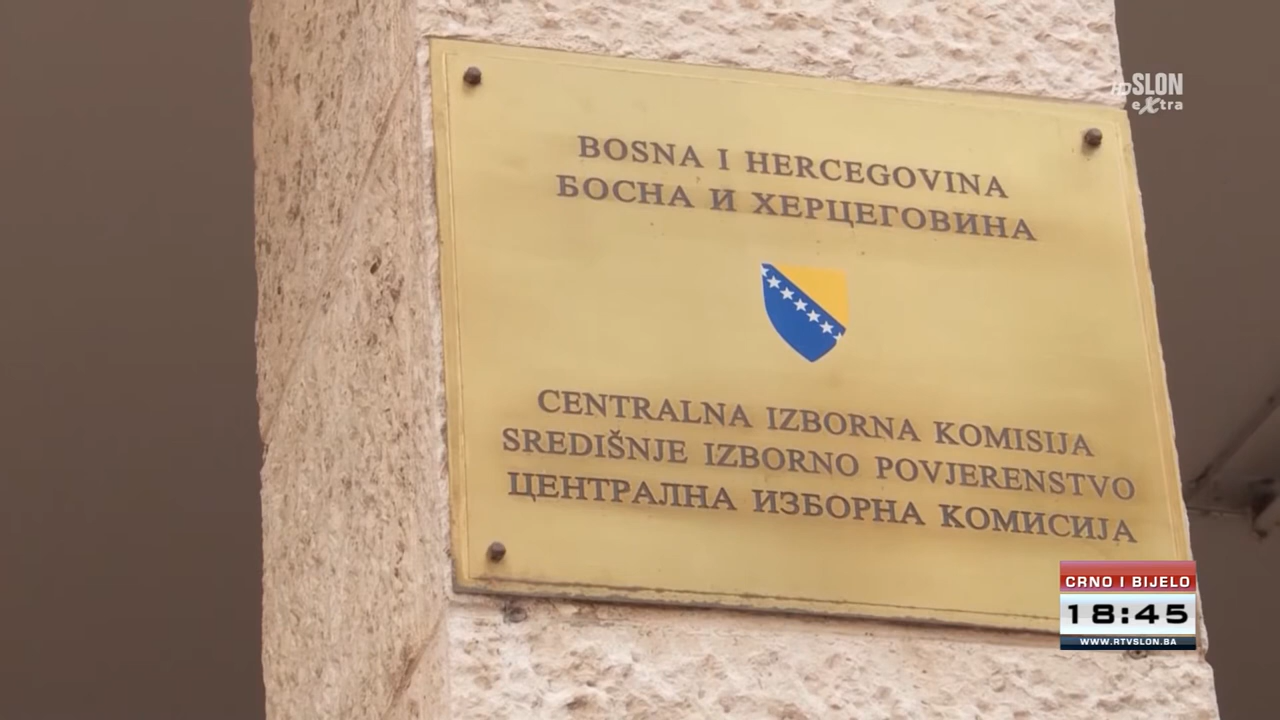 HD SLON
eXtra
BOSNA I HERCEGOVINA
БОСНА И ХЕРЦЕГОВИНА
CENTRALNA IZBORNA KOMISIJA
SREDIŠNJE IZBORNO POVJERENSTVO
ЦЕНТРАЛНА ИЗБОРНА КОМИСИЈА
CRNO I BIJELO
18:45
WWW.RTVSLON.BA